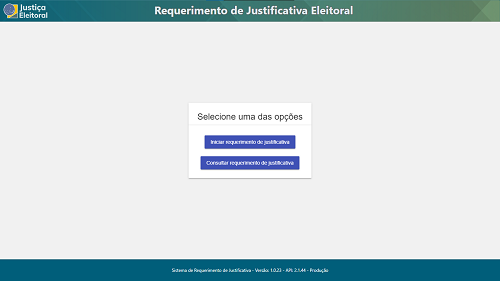 Justiça
Eleitoral
Requerimento de Justificativa Eleitoral
Selecione uma das opções
Iniciar requerimento de justificativa
Consultar requerimento de justificativa
Sistema de Requerimento de Justificativa - Versão: 1.0.23 - API: 2.1.44 - Produção